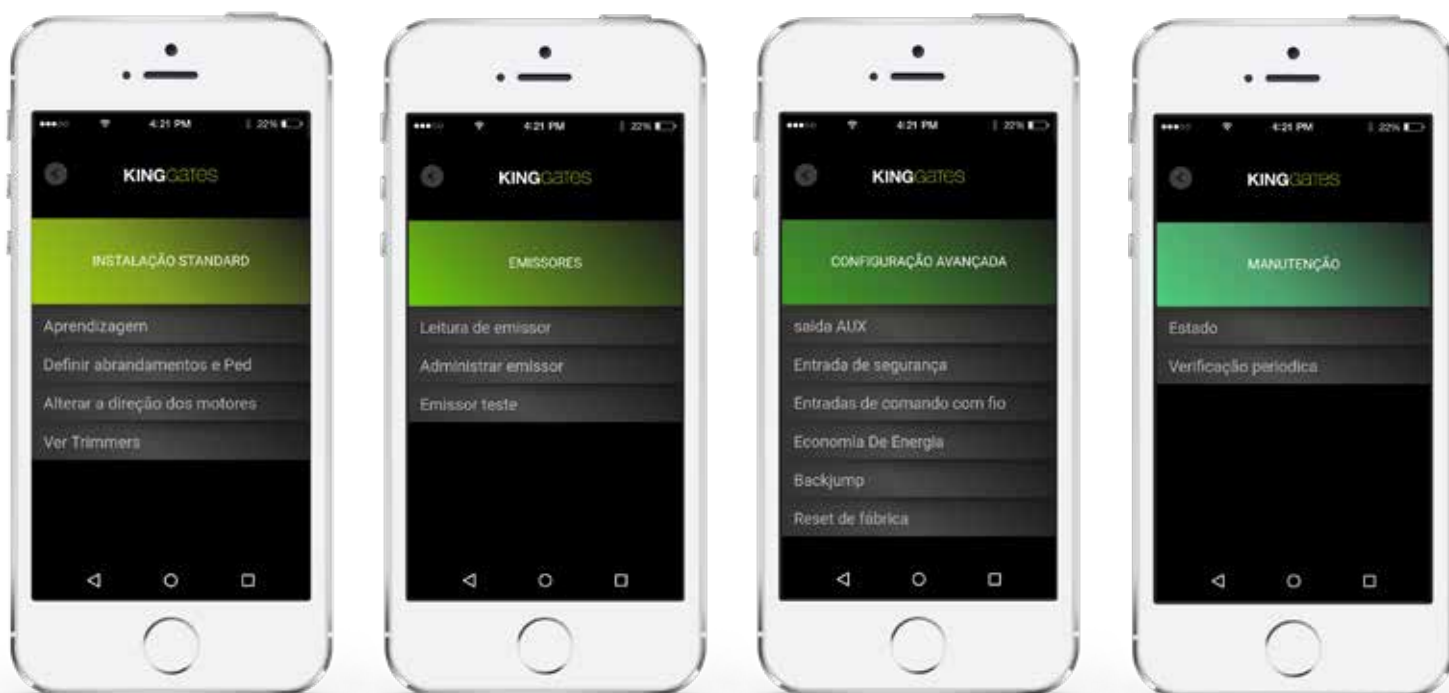 4:21 PM 22%
KINGGATES
INSTALAÇÃO STANDARD
Aprendizagem
Definir abrandamentos e Ped
Alterar a direção dos motores
Ver Trimmers
4:21 PM 22%
KINGGATES
EMISSORES
Leitura de emissor
Administrar emissor
Emissor teste
4:21 PM 22%
KINGGATES
CONFIGURAÇÃO AVANÇADA
saída AUX
Entrada de segurança
Entradas de comando com fio
Economia De Energia
Backjump
Reset de fábrica
4:21 PM 22%
KINGGATES
MANUTENÇÃO
Estado
Verificação periodica